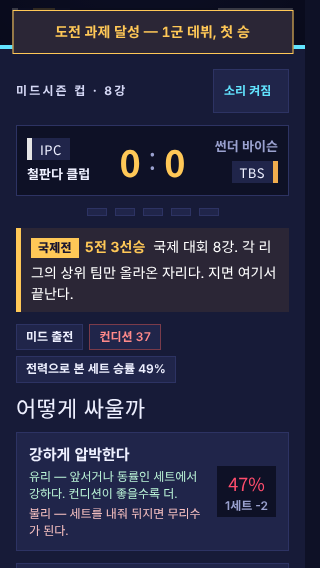 도전 과제 달성 — 1군 데뷔, 첫 승
미드시즌 컵 · 8강
소리 켜짐
IPC
철판다 클럽
0 : 0
썬더 바이슨
TBS
국제전 5전 3선승 국제 대회 8강. 각 리
그의 상위 팀만 올라온 자리다. 지면 여기서
끝난다.
미드 출전
컨디션 37
전력으로 본 세트 승률 49%
어떻게 싸울까
강하게 압박한다
유리 — 앞서거나 동률인 세트에서
강하다. 컨디션이 좋을수록 더.
불리 — 세트를 내줘 뒤지면 무리수
가 된다.
47%
1세트 -2